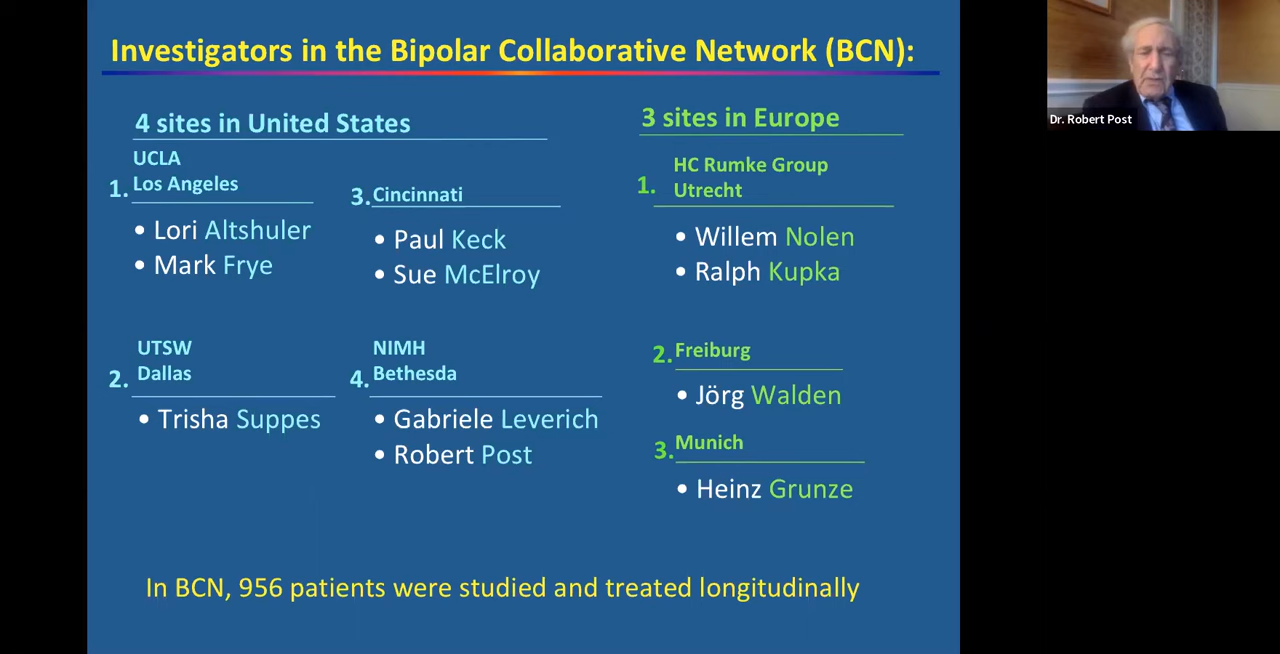 Investigators in the Bipolar Collaborative Network (BCN):
4 sites in United States
1. UCLA
Los Angeles
• Lori Altshuler
• Mark Frye
2. UTSW
Dallas
• Trisha Suppes
3. Cincinnati
• Paul Keck
• Sue McElroy
4. NIMH
Bethesda
• Gabriele Leverich
• Robert Post
3 sites in Europe
1. HC Rumke Group
Utrecht
• Willem Nolen
• Ralph Kupka
2. Freiburg
• Jörg Walden
3. Munich
• Heinz Grunze
In BCN, 956 patients were studied and treated longitudinally
Dr. Robert Post